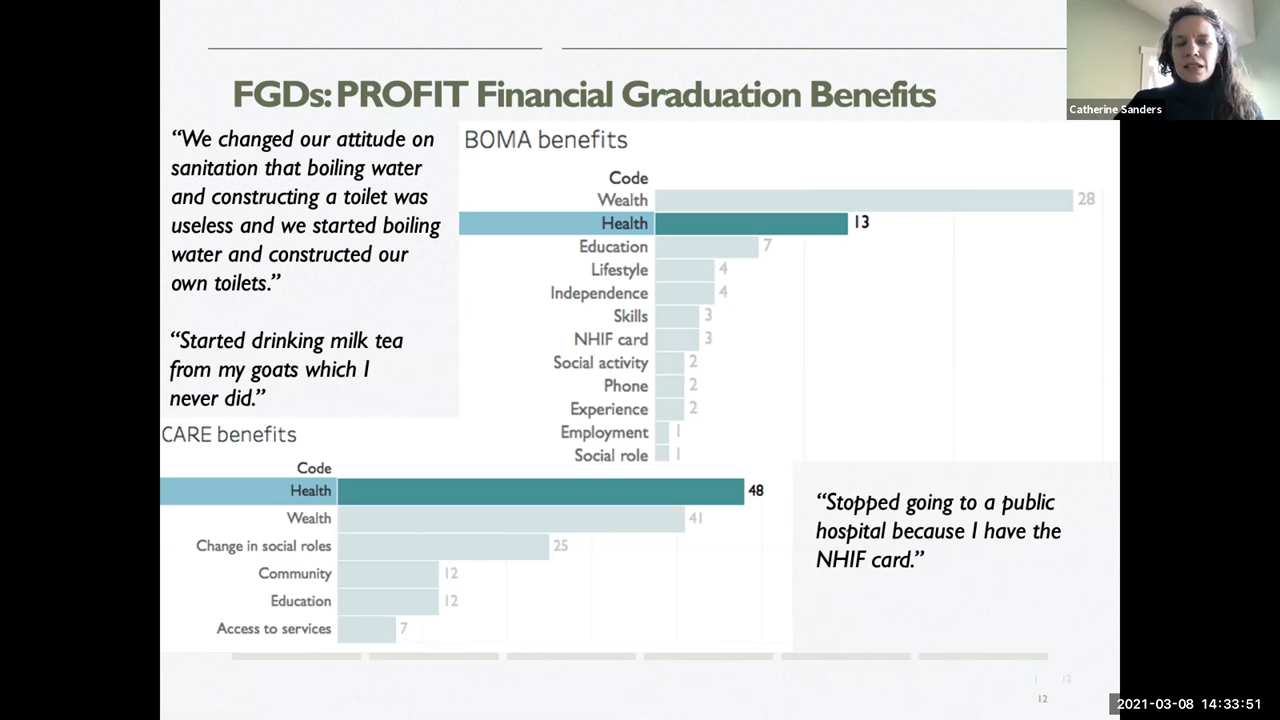 FGDs: PROFIT Financial Graduation Benefits
Catherine Sanders
“We changed our attitude on
sanitation that boiling water
and constructing a toilet was
useless and we started boiling
water and constructed our
own toilets.”
“Started drinking milk tea
from my goats which I
never did.”
BOMA benefits
Code
Wealth 28
Health 13
Education 7
Lifestyle 4
Independence 4
Skills 3
NHIF card 3
Social activity 2
Phone 2
Experience 2
Employment 1
Social role 1
CARE benefits
Code
Health 48
Wealth 41
Change in social roles 25
Community 12
Education 12
Access to services 7
“Stopped going to a public
hospital because I have the
NHIF card.”
1 12
12
2021-03-08 14:33:51